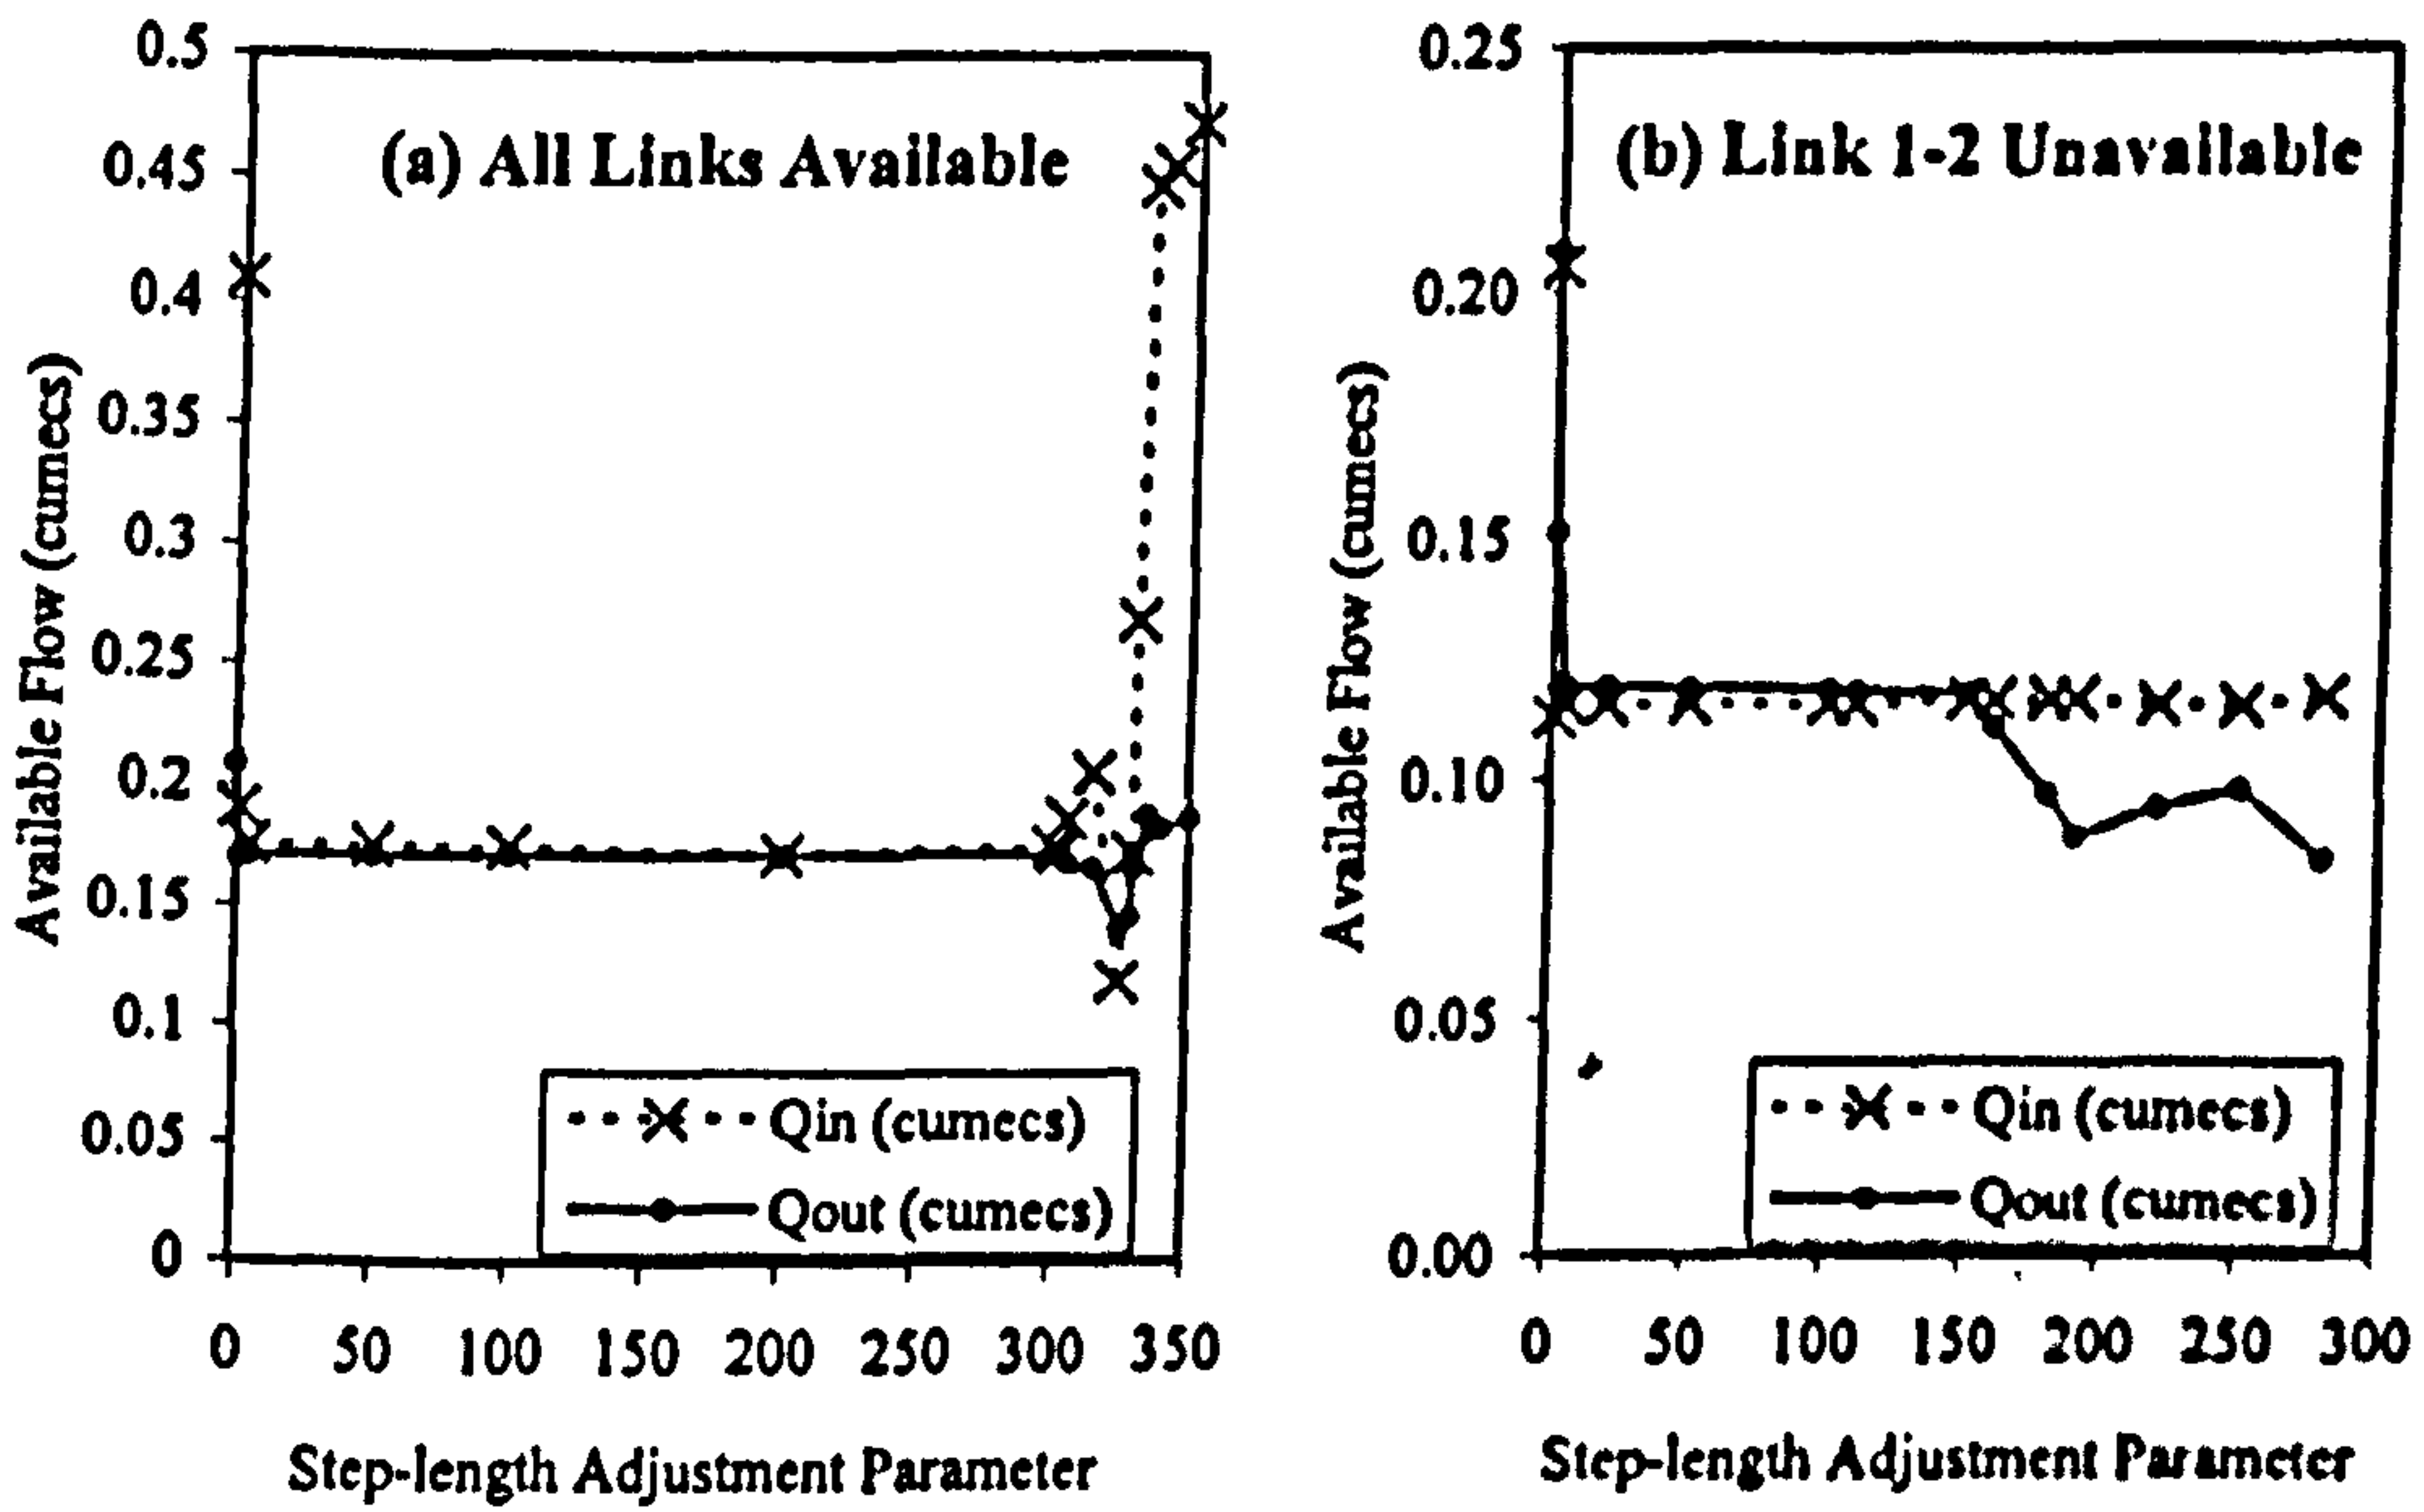 (a) All Links Available
Available Flow (cumecs)
0.5
0.45
0.4
0.35
0.3
0.25
0.2
0.15
0.1
0.05
0
0 50 100 150 200 250 300 350
Step-length Adjustment Parameter
Qin (cumecs)
Qout (cumecs)
(b) Link 1-2 Unavailable
Available Flow (cumecs)
0.25
0.20
0.15
0.10
0.05
0.00
0 50 100 150 200 250 300
Step-length Adjustment Parameter
Qin (cumecs)
Qout (cumecs)